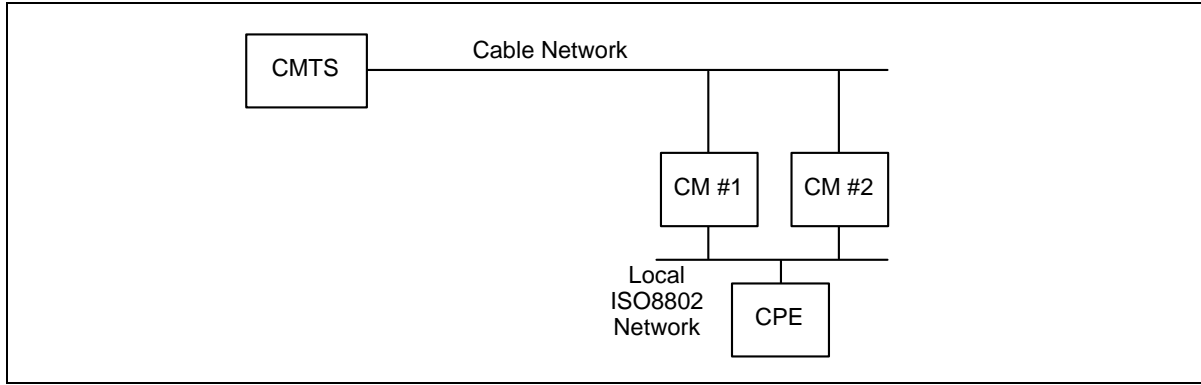 Cable Network
CMTS
CM #1
CM #2
Local
ISO8802
Network
CPE